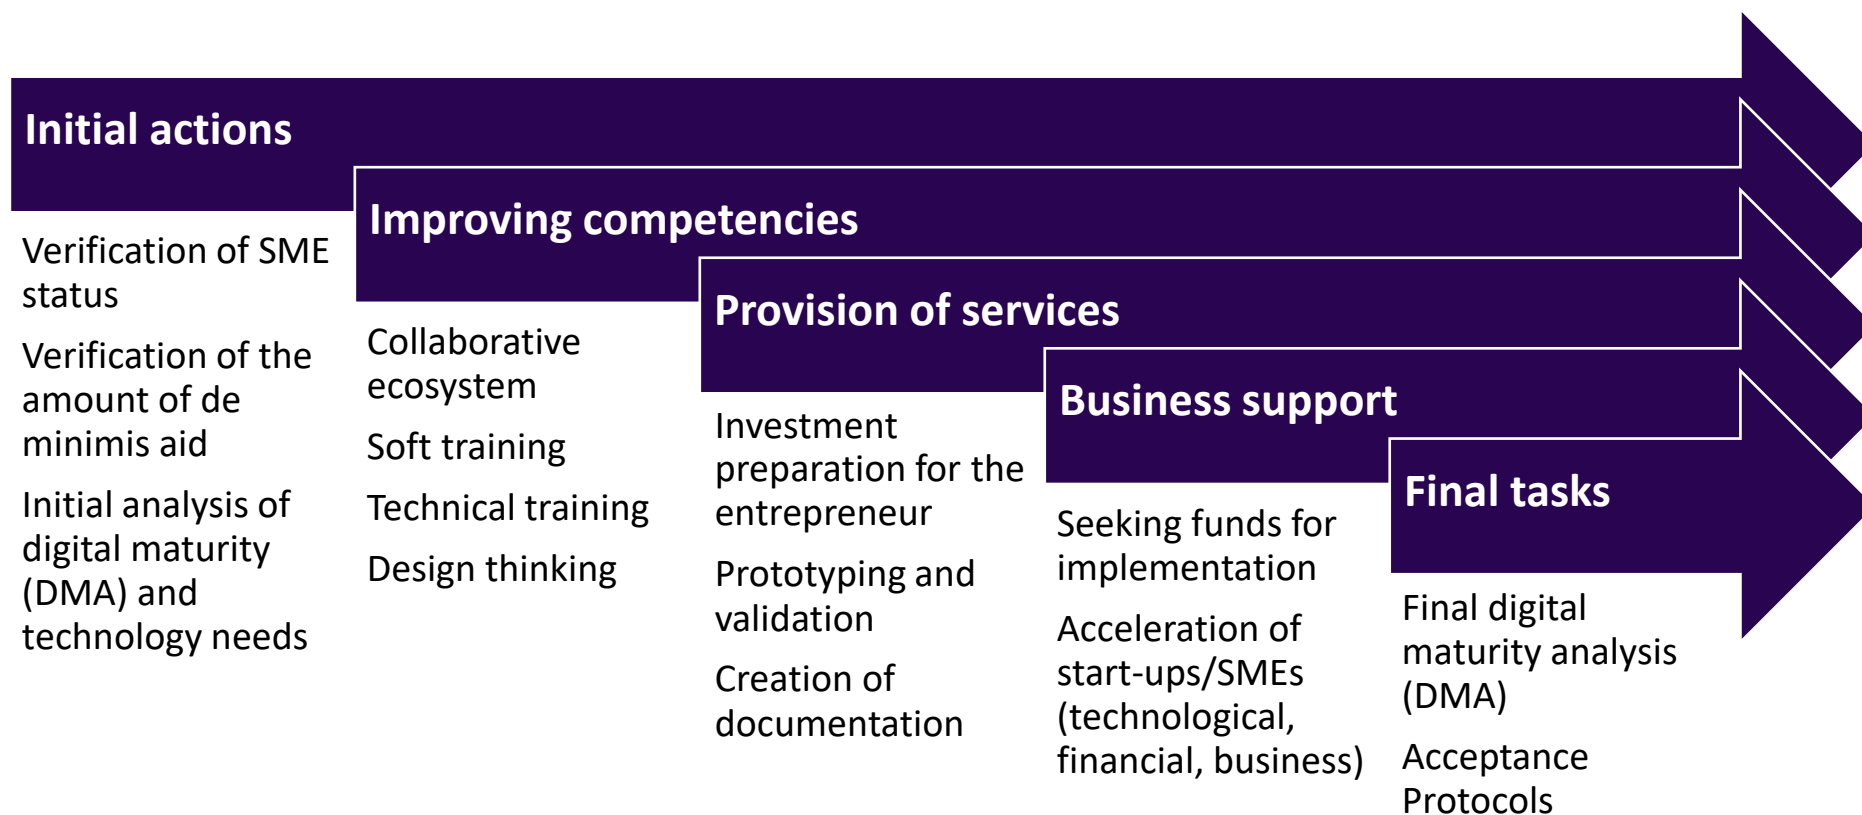 Initial actions
Verification of SME
status
Verification of the
amount of de
minimis aid
Initial analysis of
digital maturity
(DMA) and
technology needs
Improving competencies
Collaborative
ecosystem
Soft training
Technical training
Design thinking
Provision of services
Investment
preparation for the
entrepreneur
Prototyping and
validation
Creation of
documentation
Business support
Seeking funds for
implementation
Acceleration of
start-ups/SMEs
(technological,
financial, business)
Final tasks
Final digital
maturity analysis
(DMA)
Acceptance
Protocols